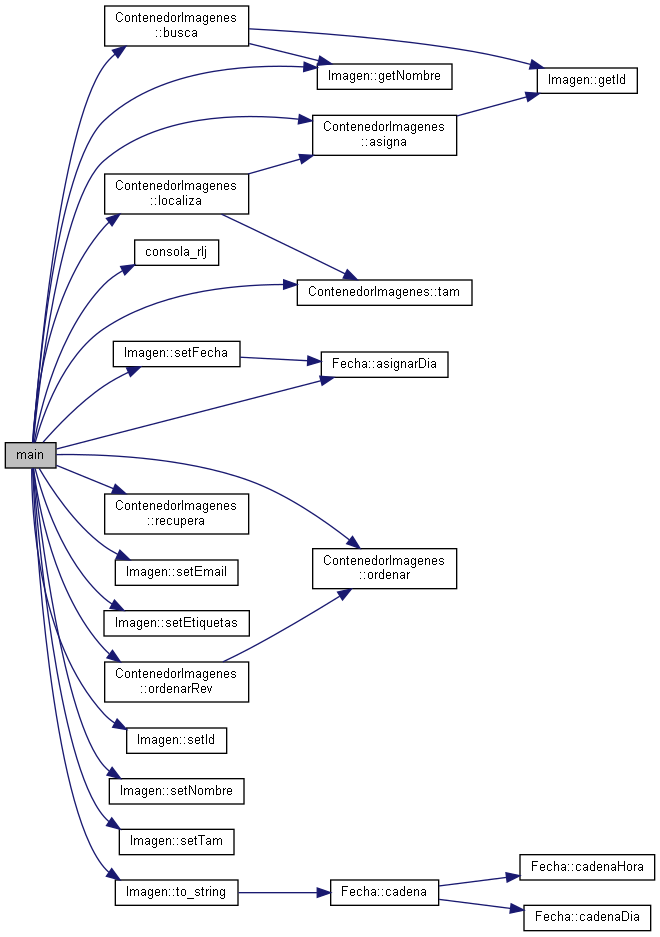 ContenedorImagenes
::busca
Imagen::getNombre
Imagen::getId
ContenedorImagenes
::asigna
ContenedorImagenes
::localiza
consola_rlj
ContenedorImagenes::tam
Imagen::setFecha
Fecha::asignarDia
main
ContenedorImagenes
::recupera
ContenedorImagenes
::ordenar
Imagen::setEmail
Imagen::setEtiquetas
ContenedorImagenes
::ordenarRev
Imagen::setId
Imagen::setNombre
Imagen::setTam
Imagen::to_string
Fecha::cadena
Fecha::cadenaHora
Fecha::cadenaDia